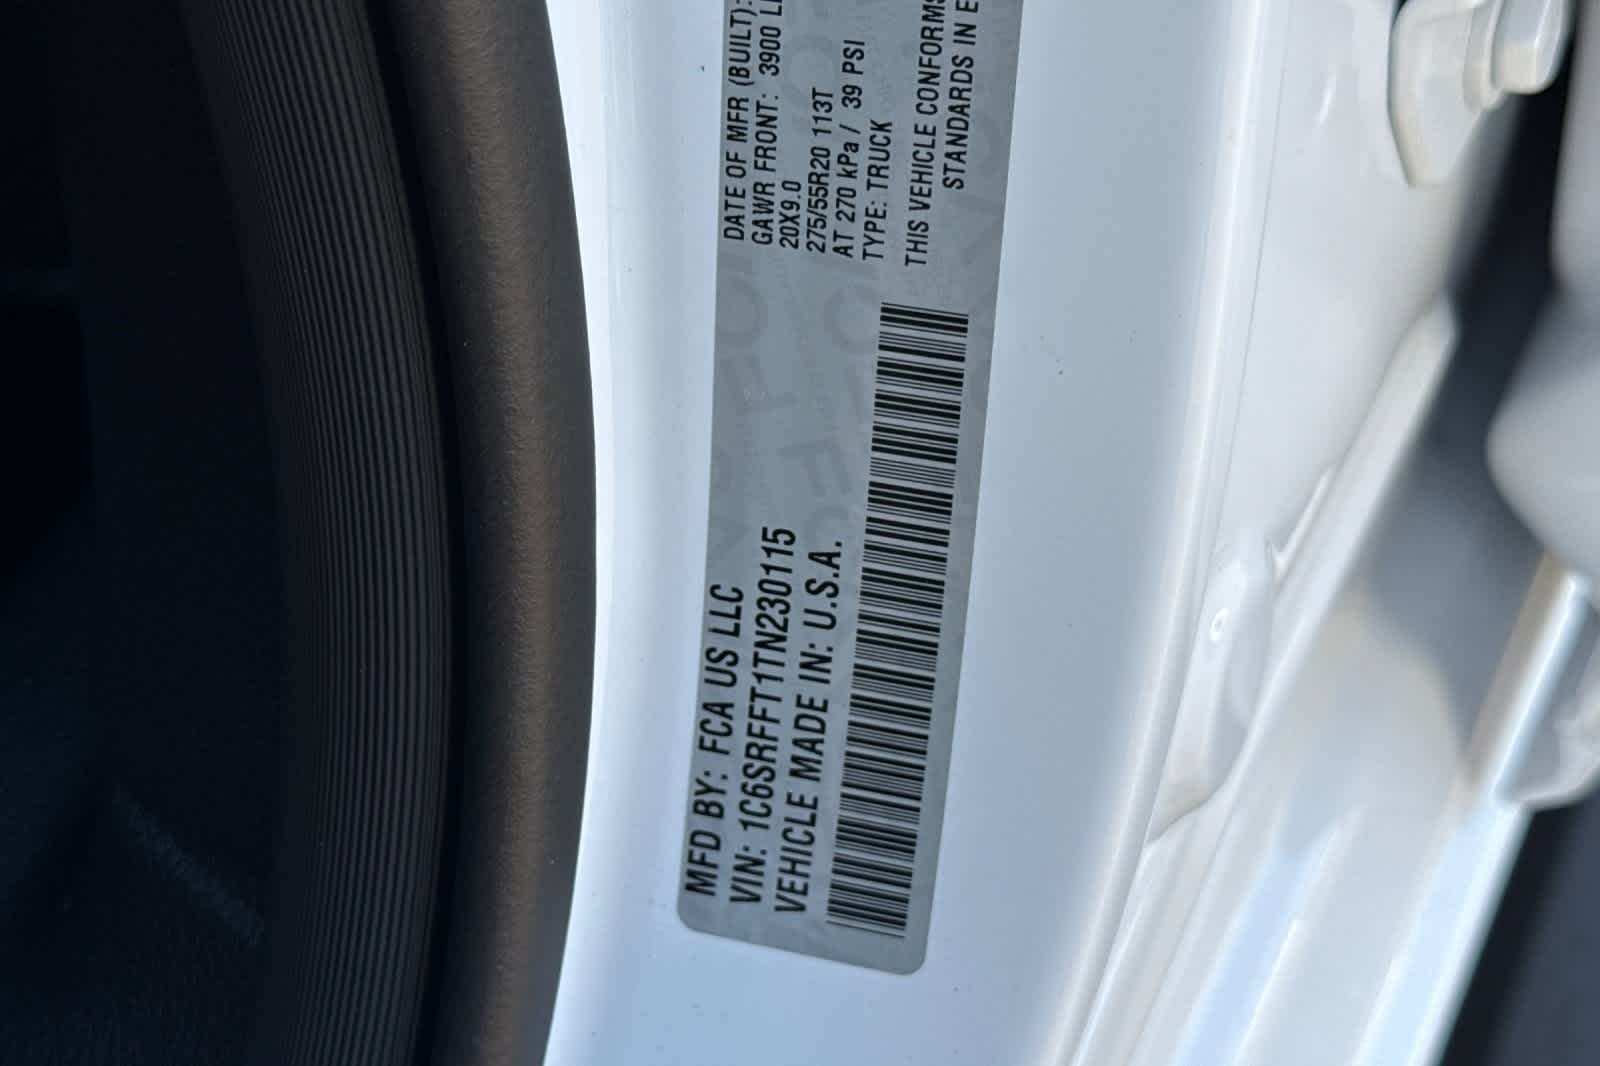 MFD BY: FCA US LLC
VIN: 1C6SRFFT1TN230115
VEHICLE MADE IN: U.S.A.
DATE OF MFR (BUILT):
GAWR FRONT: 3900
20X9.0
275/55R20 113T
AT 270 kPa / 39 PSI
TYPE: TRUCK
THIS VEHICLE CONFORMS
STANDARDS IN